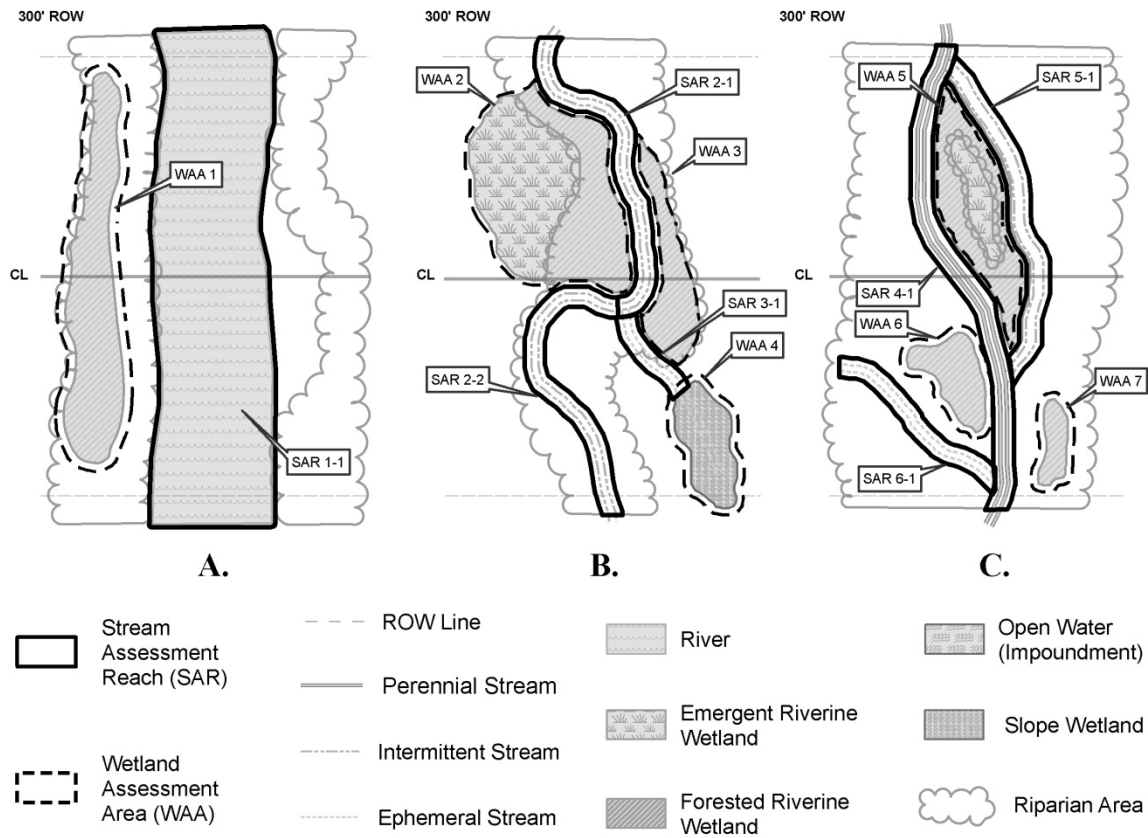 300' ROW
300' ROW
300' ROW
WAA 1
CL
SAR 1-1
WAA 2
SAR 2-1
WAA 3
CL
SAR 3-1
WAA 4
SAR 2-2
WAA 5
SAR 5-1
CL
SAR 4-1
WAA 6
WAA 7
SAR 6-1
A.
B.
C.
Stream
Assessment
Reach (SAR)
Wetland
Assessment
Area (WAA)
ROW Line
Perennial Stream
Intermittent Stream
Ephemeral Stream
River
Emergent Riverine
Wetland
Forested Riverine
Wetland
Open Water
(Impoundment)
Slope Wetland
Riparian Area